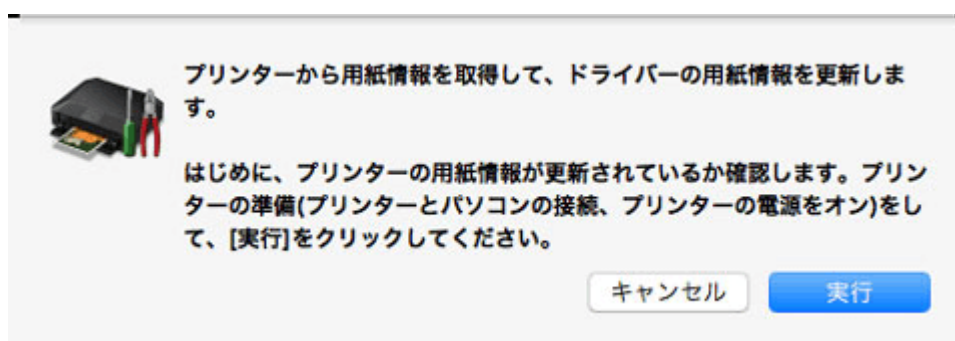 プリンターから用紙情報を取得して、ドライバーの用紙情報を更新しま
す。
はじめに、プリンターの用紙情報が更新されているか確認します。プリン
ターの準備(プリンターとパソコンの接続、プリンターの電源をオン)をし
て、[実行]をクリックしてください。
キャンセル 実行